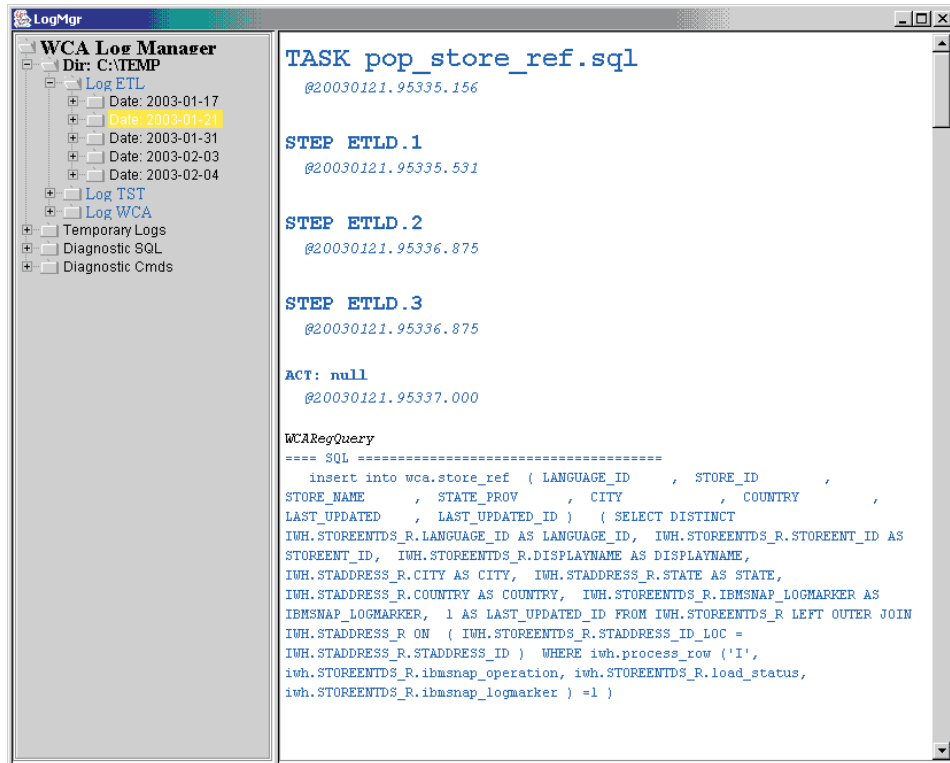 LogMgr
WCA Log Manager
Dir: C:\TEMP
Log ETL
Date: 2003-01-17
Date: 2003-01-21
Date: 2003-01-31
Date: 2003-02-03
Date: 2003-02-04
Log TST
Log WCA
Temporary Logs
Diagnostic SQL
Diagnostic Cmds
TASK pop_store_ref.sql
@20030121.95335.156
STEP ETLD.1
@20030121.95335.531
STEP ETLD.2
@20030121.95336.875
STEP ETLD.3
@20030121.95336.875
ACT: null
@20030121.95337.000
WCARegQuery
==== SQL ======================================
insert into wca.store_ref ( LANGUAGE_ID , STORE_ID ,
STORE_NAME , STATE_PROV , CITY , COUNTRY ,
LAST_UPDATED , LAST_UPDATED_ID ) ( SELECT DISTINCT
IWH.STOREENTDS_R.LANGUAGE_ID AS LANGUAGE_ID, IWH.STOREENTDS_R.STOREENT_ID AS
STOREENT_ID, IWH.STOREENTDS_R.DISPLAYNAME AS DISPLAYNAME,
IWH.STADDRESS_R.CITY AS CITY, IWH.STADDRESS_R.STATE AS STATE,
IWH.STADDRESS_R.COUNTRY AS COUNTRY, IWH.STOREENTDS_R.IBMSNAP_LOGMARKER AS
IBMSNAP_LOGMARKER, 1 AS LAST_UPDATED_ID FROM IWH.STOREENTDS_R LEFT OUTER JOIN
IWH.STADDRESS_R ON ( IWH.STOREENTDS_R.STADDRESS_ID_LOC =
IWH.STADDRESS_R.STADDRESS_ID ) WHERE iwh.process_row ('I',
iwh.STOREENTDS_R.ibmsnap_operation, iwh.STOREENTDS_R.load_status,
iwh.STOREENTDS_R.ibmsnap_logmarker ) =1 )